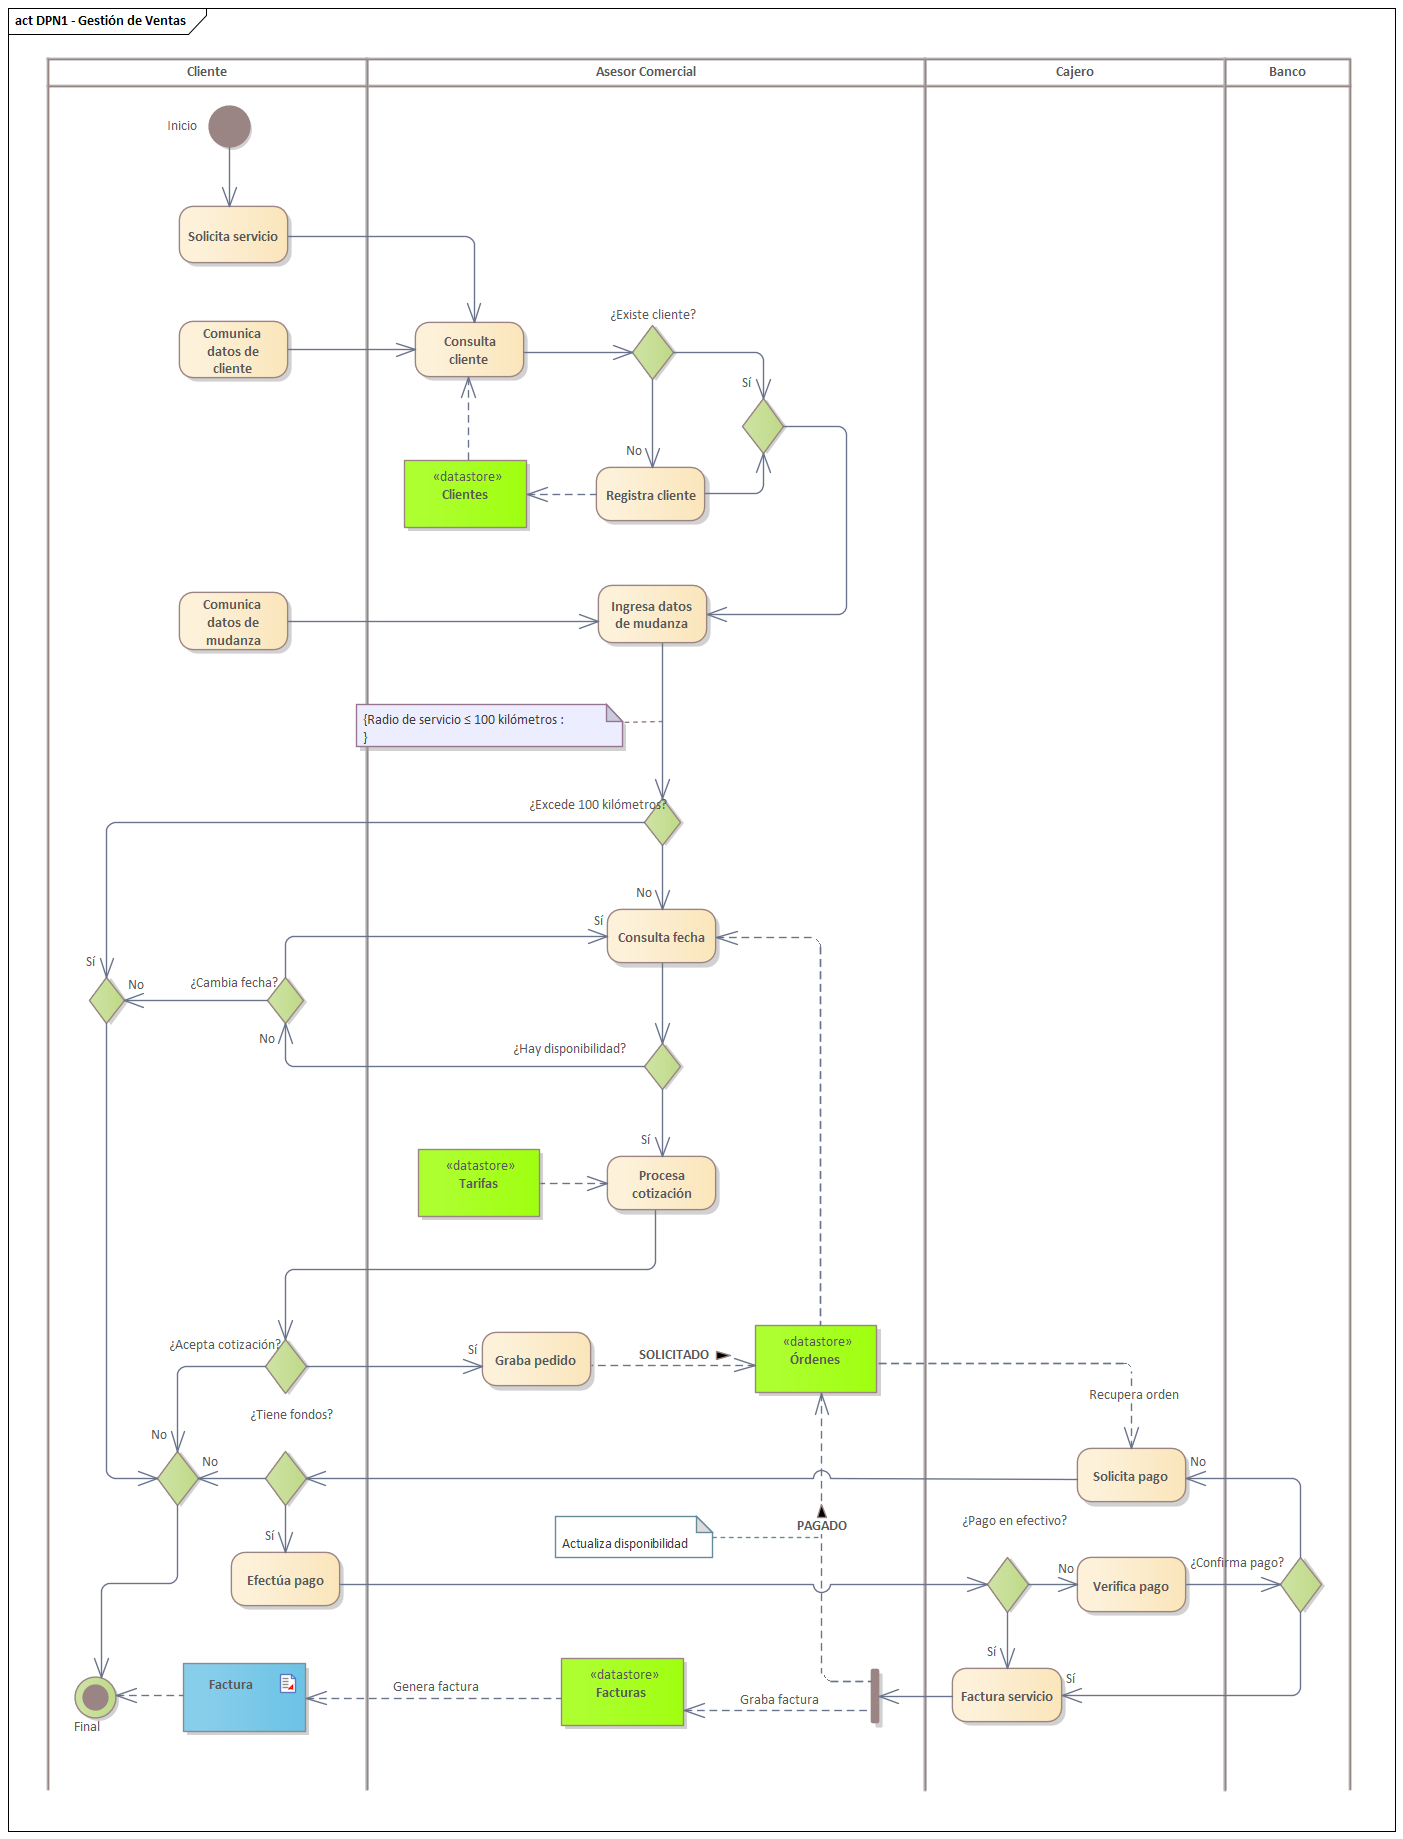 act DPN1 - Gestión de Ventas
Cliente
Asesor Comercial
Cajero
Banco
Inicio
Solicita servicio
Comunica
datos de
cliente
Consulta
cliente
¿Existe cliente?
Sí
No
«datastore»
Clientes
Registra cliente
Comunica
datos de
mudanza
Ingresa datos
de mudanza
{Radio de servicio ≤ 100 kilómetros :
}
¿Excede 100 kilómetros?
No
Sí
Consulta fecha
Sí
No
¿Cambia fecha?
No
¿Hay disponibilidad?
Sí
«datastore»
Tarifas
Procesa
cotización
¿Acepta cotización?
Sí
Graba pedido
SOLICITADO
«datastore»
Órdenes
Recupera orden
¿Tiene fondos?
No
No
Solicita pago
No
¿Pago en efectivo?
PAGADO
Actualiza disponibilidad
Sí
Efectúa pago
No
Verifica pago
¿Confirma pago?
Sí
Sí
Factura
Genera factura
«datastore»
Facturas
Graba factura
Factura servicio
Final